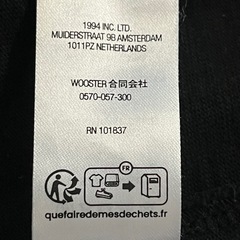 1994 INC. LTD.
MUIDERSTRAAT 9B AMSTERDAM
1011PZ NETHERLANDS
WOOSTER 合同会社
0570-057-300
RN 101837
FR
quefairedemesdechets.fr